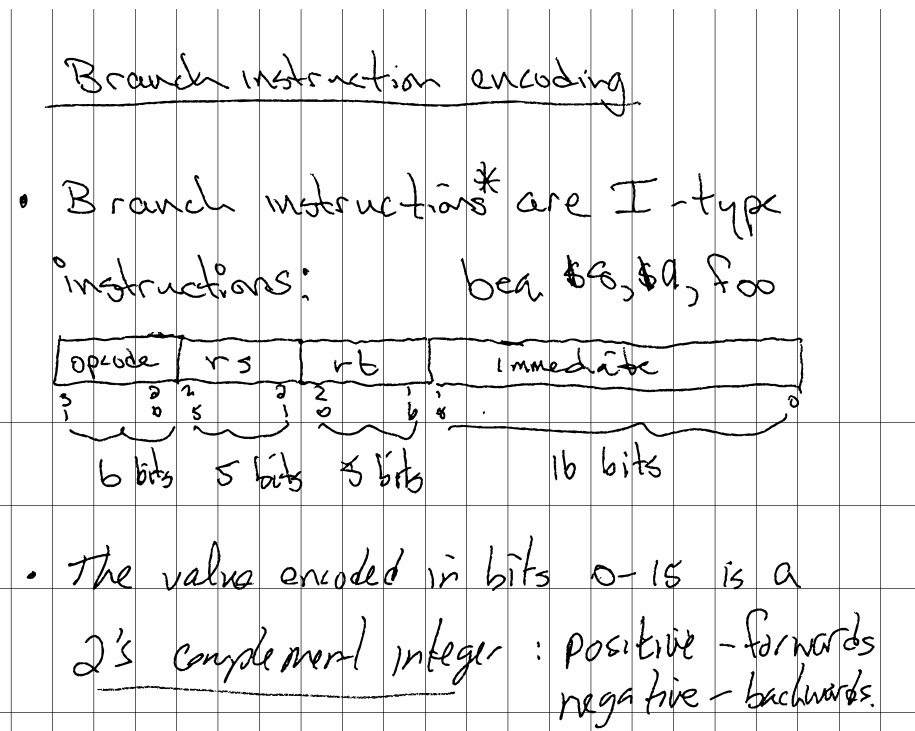 Branch instruction encoding
• Branch instructions* are I-type
instructions: beq $8, $9, foo
opcode rs rt immediate
31 26 25 21 20 16 15 0
6 bits 5 bits 5 bits 16 bits
• The value encoded in bits 0-15 is a
2's complement integer : positive - forwards
negative - backwards.